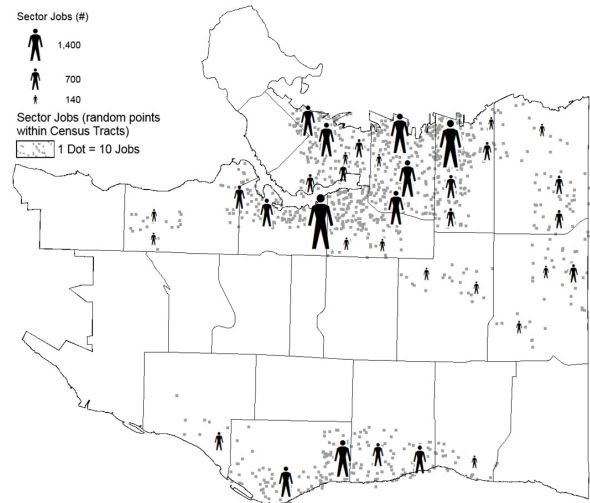 Sector Jobs (#)
1,400
700
140
Sector Jobs (random points
within Census Tracts)
1 Dot = 10 Jobs